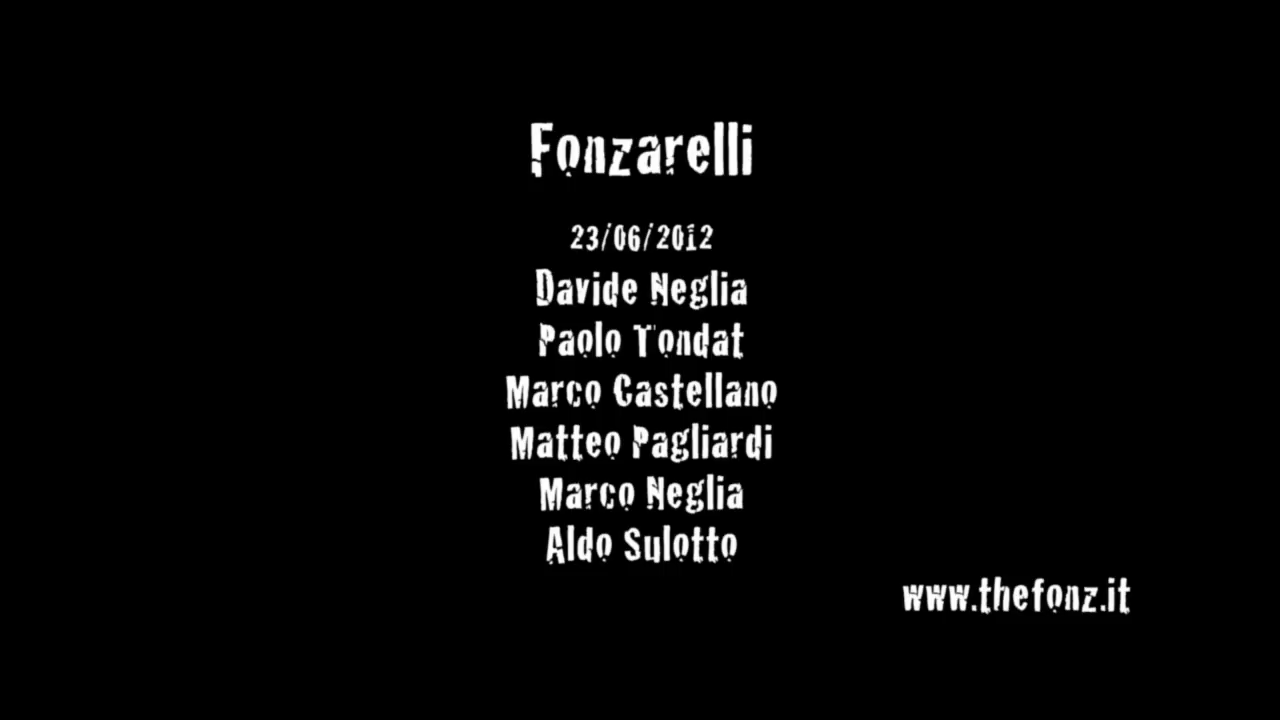 Fonzarelli
23/06/2012
Davide Neglia
Paolo Tondat
Marco Castellano
Matteo Pagliardi
Marco Neglia
Aldo Sulotto
www.thefonz.it